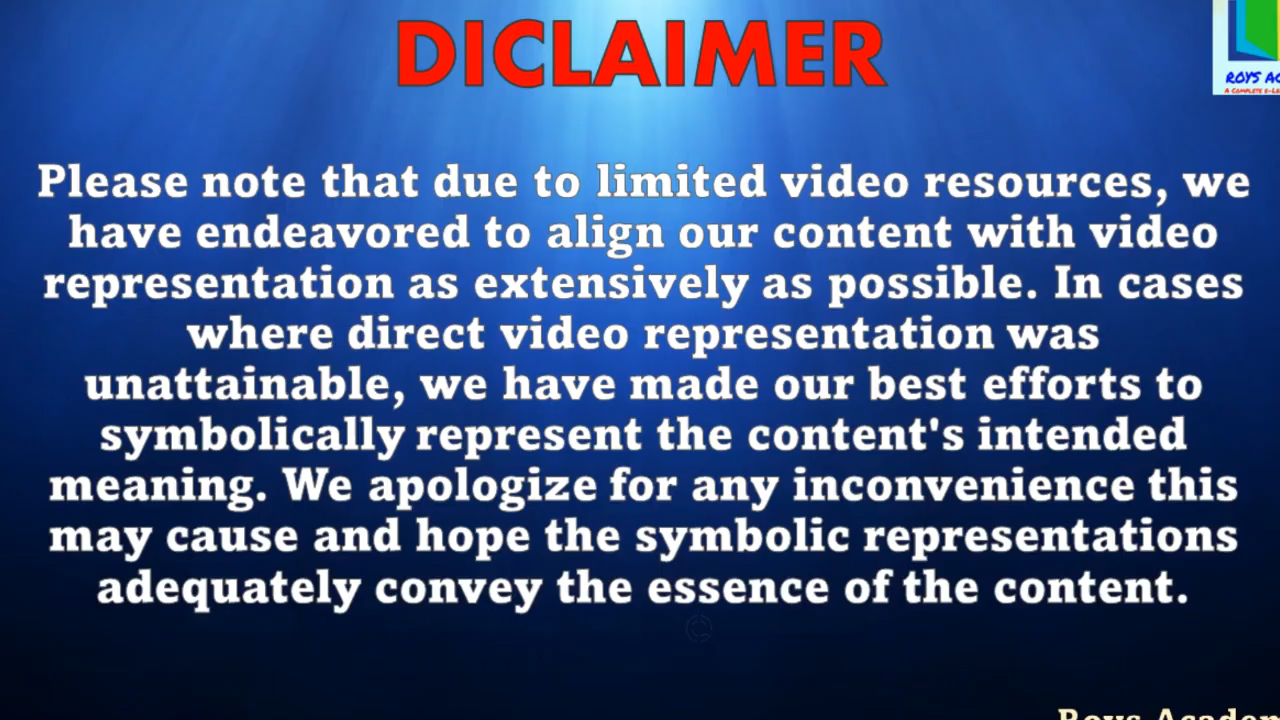 DICLAIMER
ROYS
Please note that due to limited video resources, we
have endeavored to align our content with video
representation as extensively as possible. In cases
where direct video representation was
unattainable, we have made our best efforts to
symbolically represent the content's intended
meaning. We apologize for any inconvenience this
may cause and hope the symbolic representations
adequately convey the essence of the content.
Roys